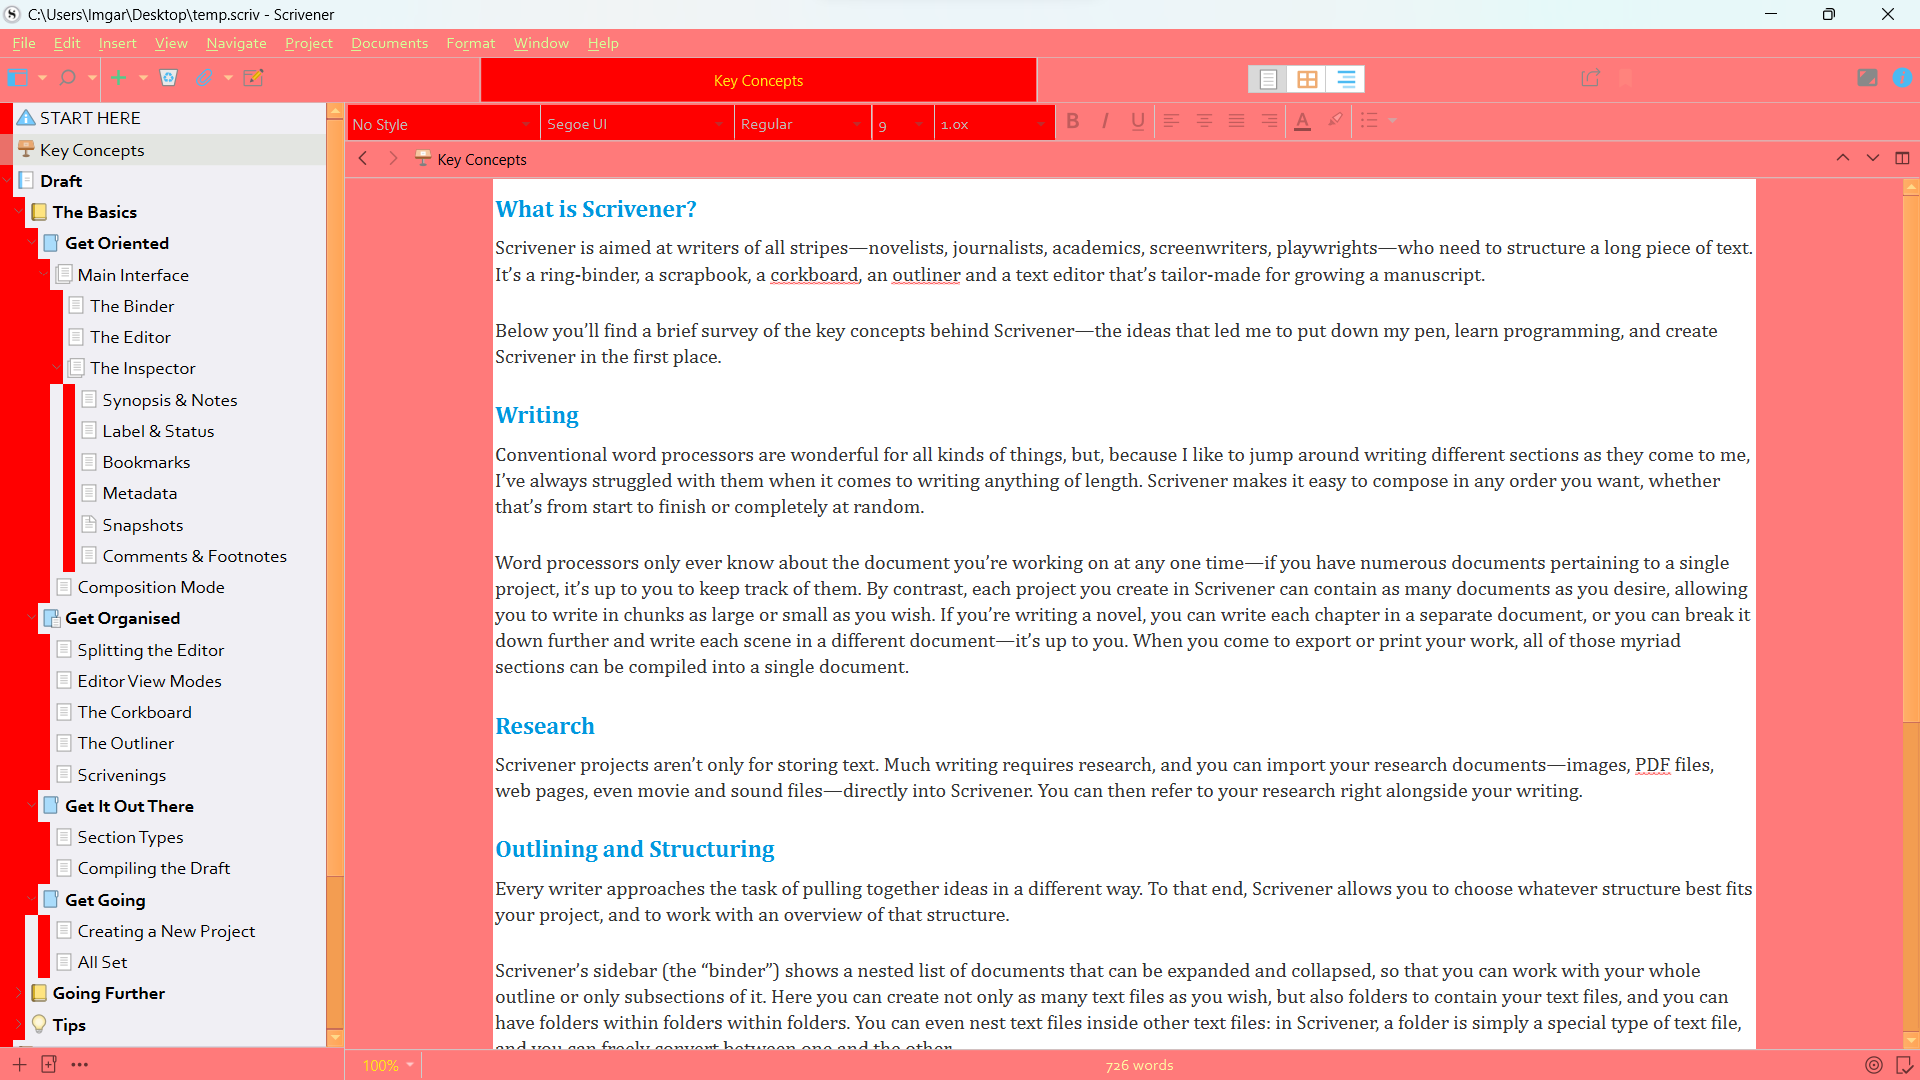 C:\Users\lmgar\Desktop\temp.scriv - Scrivener
File Edit Insert View Navigate Project Documents Format Window Help
Key Concepts
No Style Segoe UI Regular 9 1.0x B I U A
Key Concepts
START HERE
Key Concepts
Draft
The Basics
Get Oriented
Main Interface
The Binder
The Editor
The Inspector
Synopsis & Notes
Label & Status
Bookmarks
Metadata
Snapshots
Comments & Footnotes
Composition Mode
Get Organised
Splitting the Editor
Editor View Modes
The Corkboard
The Outliner
Scrivenings
Get It Out There
Section Types
Compiling the Draft
Get Going
Creating a New Project
All Set
Going Further
Tips
What is Scrivener?
Scrivener is aimed at writers of all stripes—novelists, journalists, academics, screenwriters, playwrights—who need to structure a long piece of text.
It’s a ring-binder, a scrapbook, a corkboard, an outliner and a text editor that’s tailor-made for growing a manuscript.
Below you’ll find a brief survey of the key concepts behind Scrivener—the ideas that led me to put down my pen, learn programming, and create
Scrivener in the first place.
Writing
Conventional word processors are wonderful for all kinds of things, but, because I like to jump around writing different sections as they come to me,
I’ve always struggled with them when it comes to writing anything of length. Scrivener makes it easy to compose in any order you want, whether
that’s from start to finish or completely at random.
Word processors only ever know about the document you’re working on at any one time—if you have numerous documents pertaining to a single
project, it’s up to you to keep track of them. By contrast, each project you create in Scrivener can contain as many documents as you desire, allowing
you to write in chunks as large or small as you wish. If you’re writing a novel, you can write each chapter in a separate document, or you can break it
down further and write each scene in a different document—it’s up to you. When you come to export or print your work, all of those myriad
sections can be compiled into a single document.
Research
Scrivener projects aren’t only for storing text. Much writing requires research, and you can import your research documents—images, PDF files,
web pages, even movie and sound files—directly into Scrivener. You can then refer to your research right alongside your writing.
Outlining and Structuring
Every writer approaches the task of pulling together ideas in a different way. To that end, Scrivener allows you to choose whatever structure best fits
your project, and to work with an overview of that structure.
Scrivener’s sidebar (the “binder”) shows a nested list of documents that can be expanded and collapsed, so that you can work with your whole
outline or only subsections of it. Here you can create not only as many text files as you wish, but also folders to contain your text files, and you can
have folders within folders within folders. You can even nest text files inside other text files: in Scrivener, a folder is simply a special type of text file,
and you can freely convert between one and the other.
100% 726 words